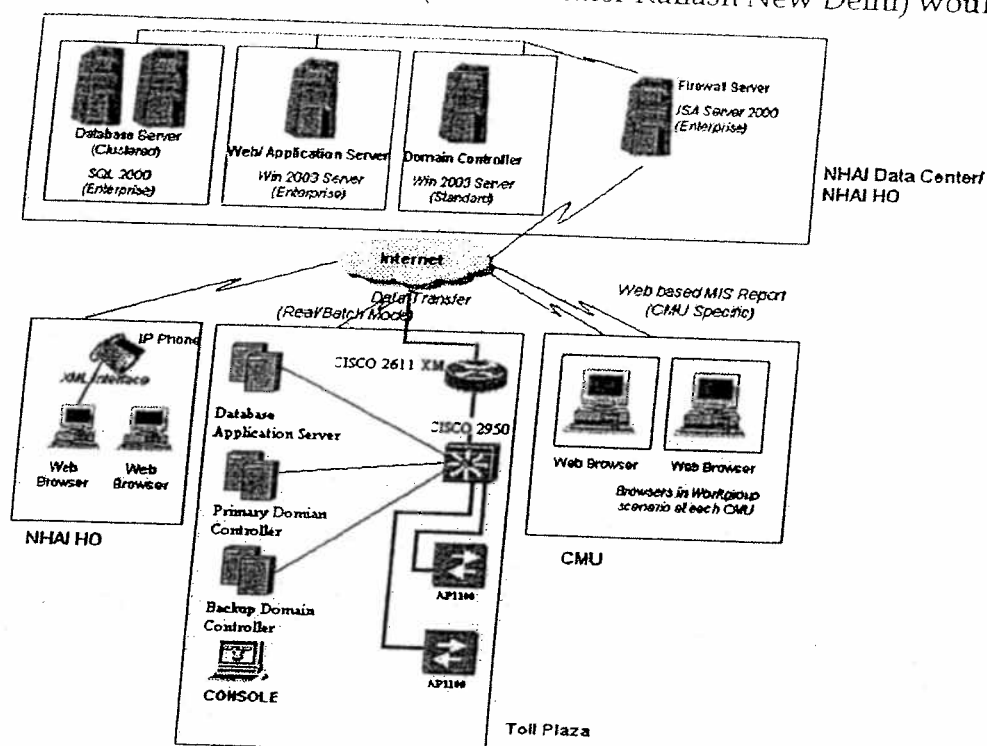 Kailash New Delhi) woul
Database Server
(Clustered)
SQL 2000
(Enterprise)
Web/ Application Server
Win 2003 Server
(Enterprise)
Domain Controller
Win 2003 Server
(Standard)
Firewall Server
ISA Server 2000
(Enterprise)
NHAI Data Center/
NHAI HO
Internet
Data Transfer
(Real/Batch Mode)
Web based MIS Report
(CMU Specific)
IP Phone
XML Interface
Web
Browser
Web
Browser
NHAI HO
CISCO 2611 XM
Database
Application Server
CISCO 2950
Primary Domian
Controller
Backup Domain
Controller
AP1100
AP1100
CONSOLE
Toll Plaza
Web Browser
Web Browser
Browsers in Workgroup
scenario at each CMU
CMU